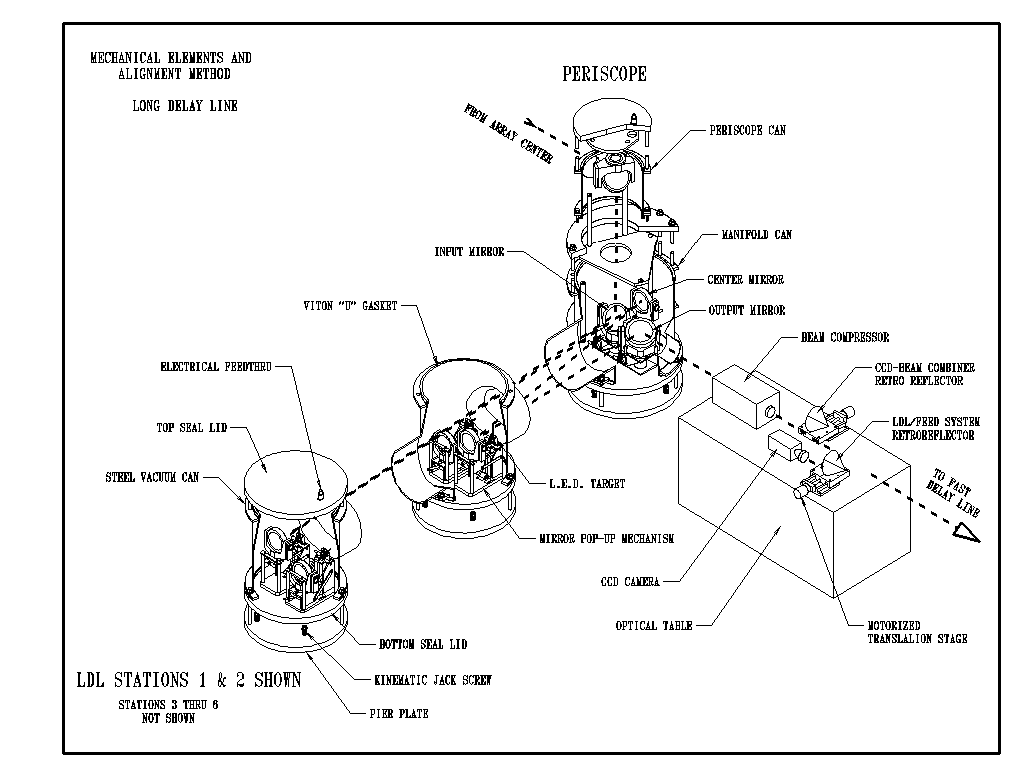 MECHANICAL ELEMENTS AND
ALIGNMENT METHOD
LONG DELAY LINE
PERISCOPE
FROM ARRAY CENTER
PERISCOPE CAN
MANIFOLD CAN
INPUT MIRROR
CENTER MIRROR
OUTPUT MIRROR
VITON "U" GASKET
BEAM COMPRESSOR
ELECTRICAL FEEDTHRU
CCD-BEAM COMBINER
RETRO REFLECTOR
TOP SEAL LID
LDL/FEED SYSTEM
RETROREFLECTOR
STEEL VACUUM CAN
L.E.D. TARGET
TO FAST
DELAY LINE
MIRROR POP-UP MECHANISM
CCD CAMERA
OPTICAL TABLE
MOTORIZED
TRANSLALION STAGE
BOTTOM SEAL LID
KINEMATIC JACK SCREW
LDL STATIONS 1 & 2 SHOWN
STATIONS 3 THRU 6
NOT SHOWN
PIER PLATE